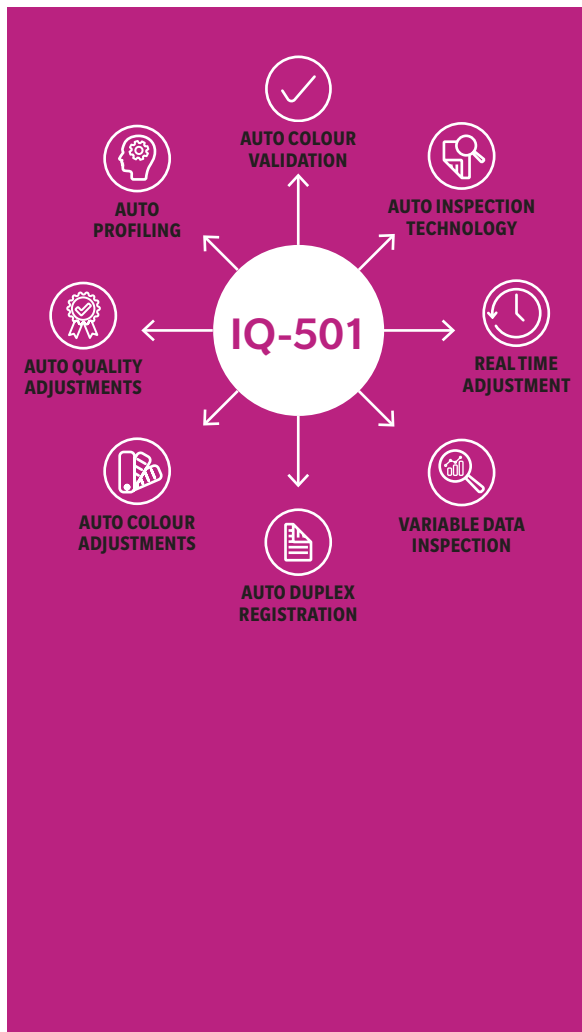 AUTO COLOUR
VALIDATION
AUTO
PROFILING
AUTO INSPECTION
TECHNOLOGY
IQ-501
AUTO QUALITY
ADJUSTMENTS
REAL TIME
ADJUSTMENT
AUTO COLOUR
ADJUSTMENTS
VARIABLE DATA
INSPECTION
AUTO DUPLEX
REGISTRATION